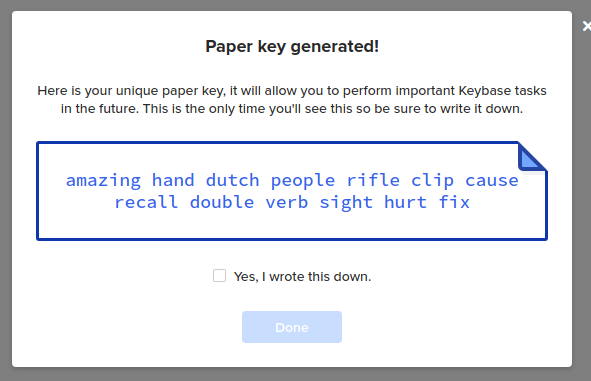 Paper key generated!
Here is your unique paper key, it will allow you to perform important Keybase tasks
in the future. This is the only time you'll see this so be sure to write it down.
amazing hand dutch people rifle clip cause
recall double verb sight hurt fix
Yes, I wrote this down.
Done